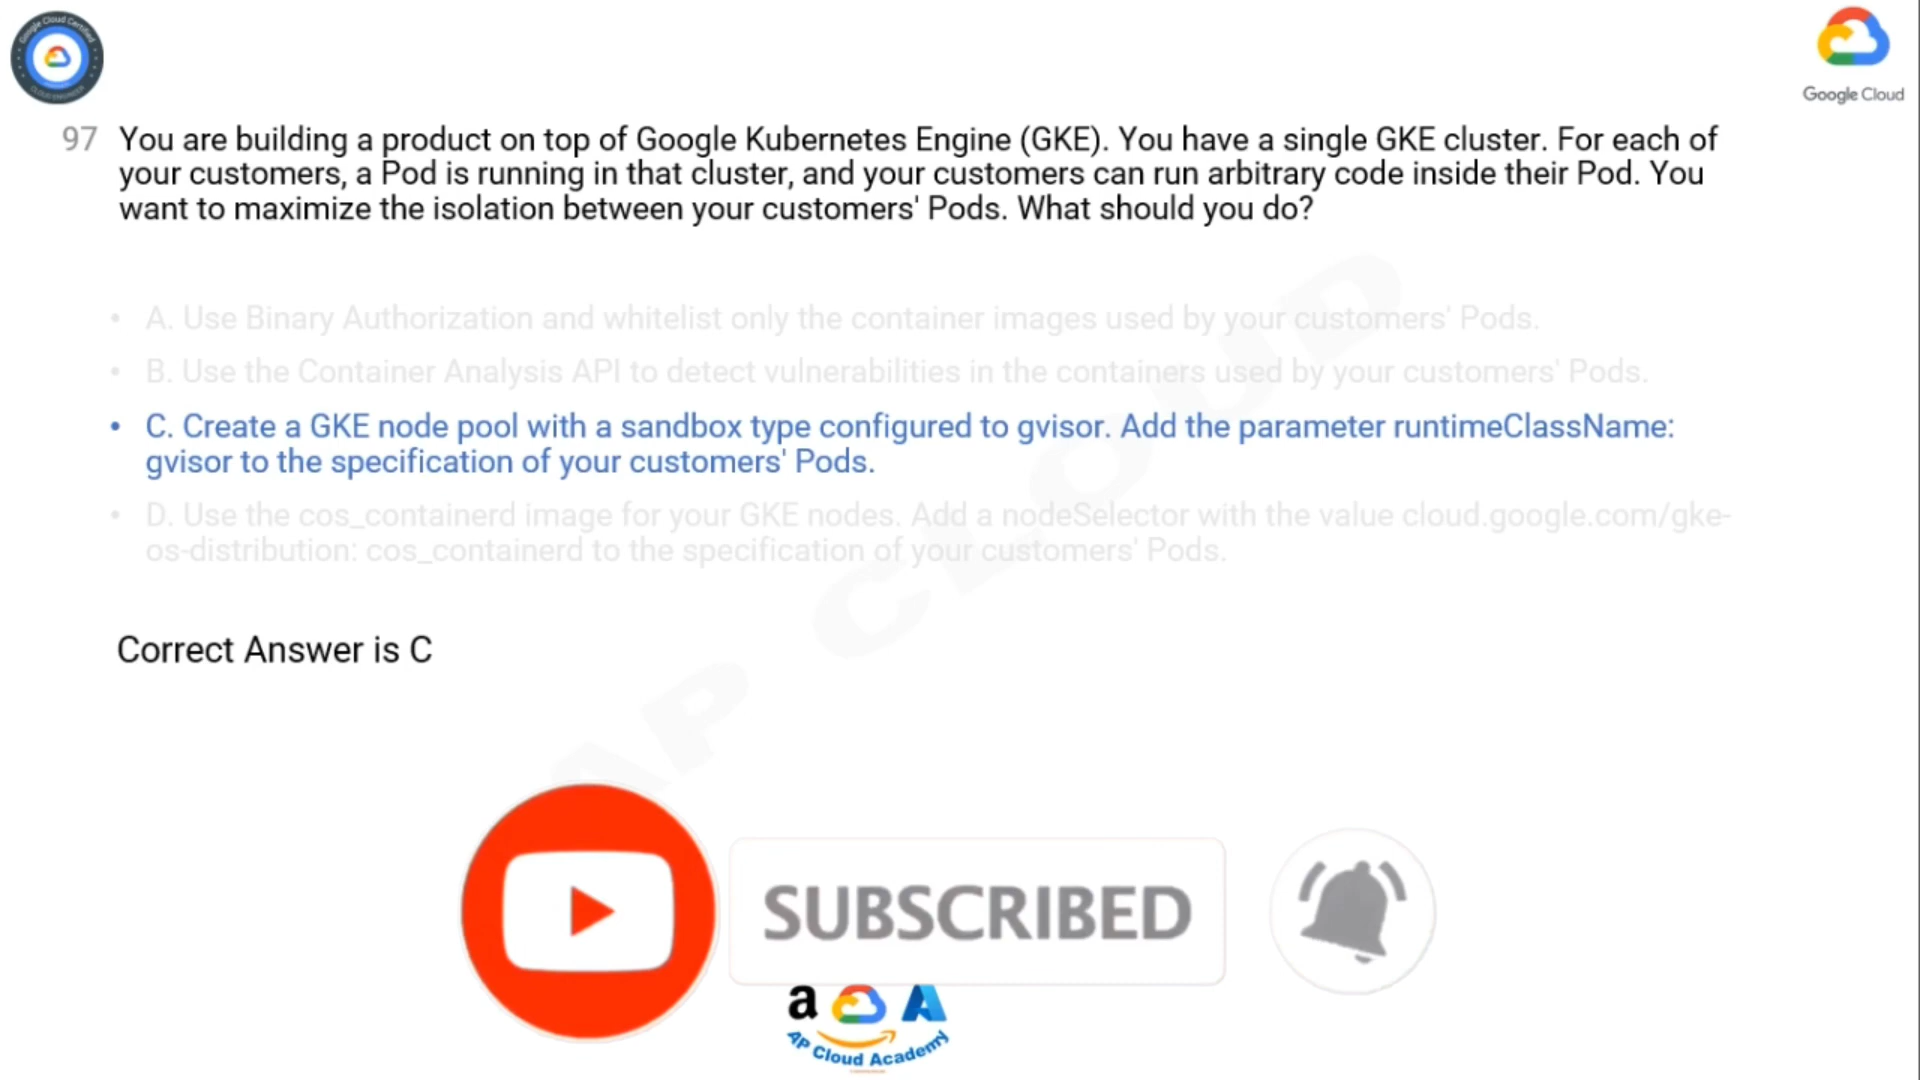 Google Cloud Certified
Google Cloud
97 You are building a product on top of Google Kubernetes Engine (GKE). You have a single GKE cluster. For each of
your customers, a Pod is running in that cluster, and your customers can run arbitrary code inside their Pod. You
want to maximize the isolation between your customers' Pods. What should you do?
• A. Use Binary Authorization and whitelist only the container images used by your customers' Pods.
• B. Use the Container Analysis API to detect vulnerabilities in the containers used by your customers' Pods.
• C. Create a GKE node pool with a sandbox type configured to gvisor. Add the parameter runtimeClassName:
gvisor to the specification of your customers' Pods.
• D. Use the cos_containerd image for your GKE nodes. Add a nodeSelector with the value cloud.google.com/gke-
os-distribution: cos_containerd to the specification of your customers' Pods.
AP CLOUD
Correct Answer is C
SUBSCRIBED
a
AP Cloud Academy